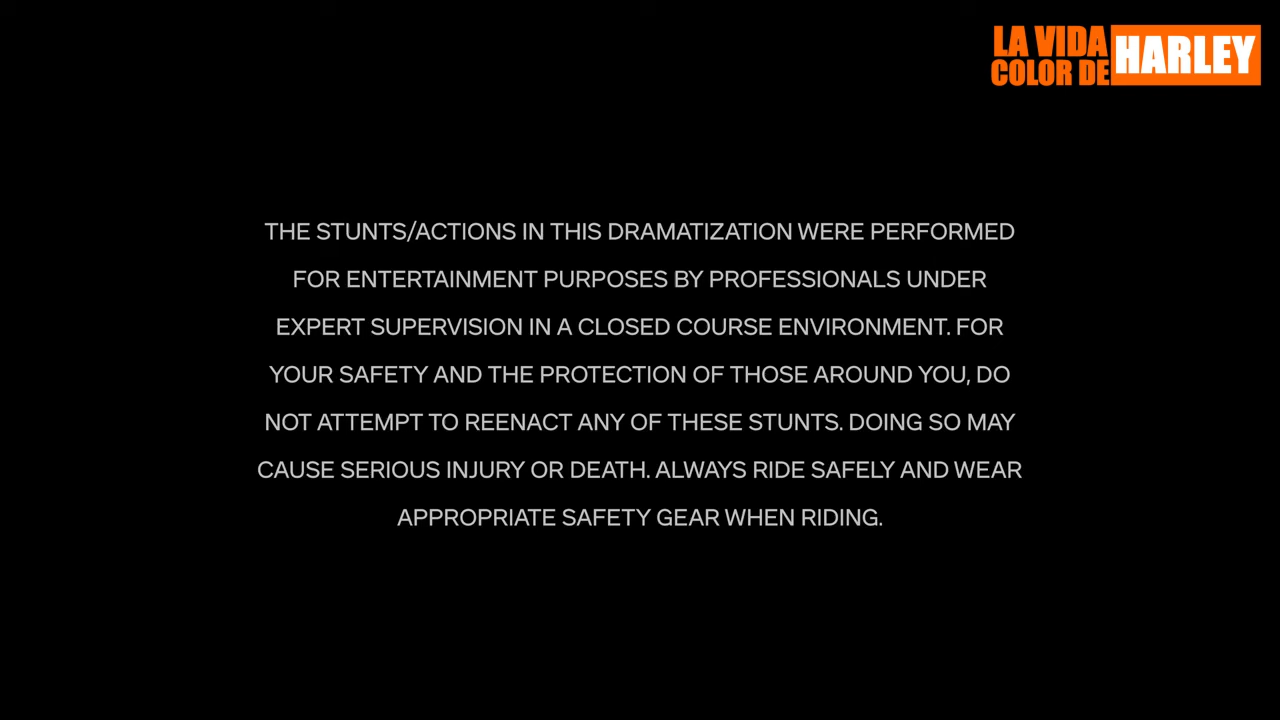 LA VIDA
COLOR DE HARLEY
THE STUNTS/ACTIONS IN THIS DRAMATIZATION WERE PERFORMED
FOR ENTERTAINMENT PURPOSES BY PROFESSIONALS UNDER
EXPERT SUPERVISION IN A CLOSED COURSE ENVIRONMENT. FOR
YOUR SAFETY AND THE PROTECTION OF THOSE AROUND YOU, DO
NOT ATTEMPT TO REENACT ANY OF THESE STUNTS. DOING SO MAY
CAUSE SERIOUS INJURY OR DEATH. ALWAYS RIDE SAFELY AND WEAR
APPROPRIATE SAFETY GEAR WHEN RIDING.